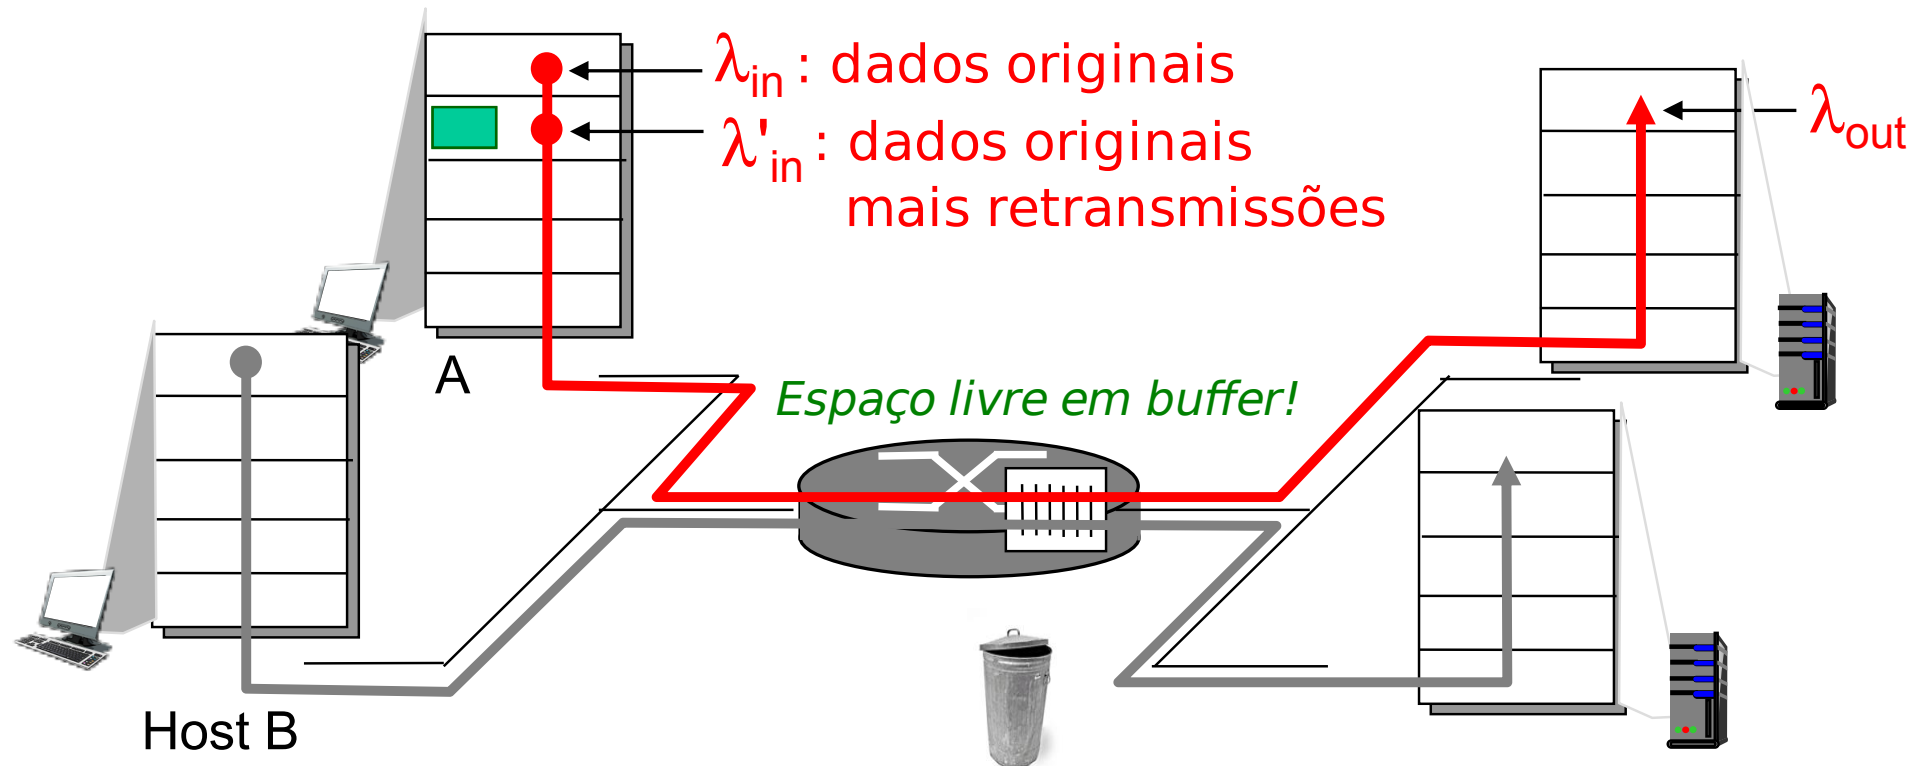 λin : dados originais
λ'in : dados originais
mais retransmissões
λout
A
Espaço livre em buffer!
Host B